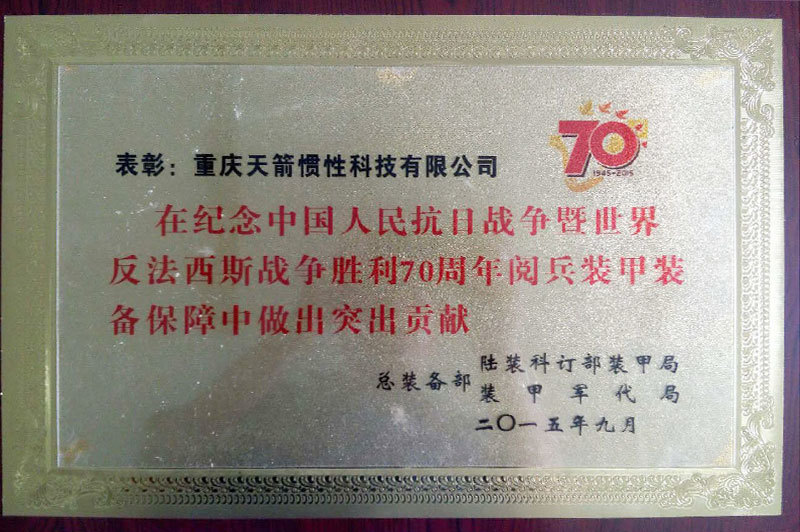 70
1945-2015
表彰：重庆天箭惯性科技有限公司
在纪念中国人民抗日战争暨世界
反法西斯战争胜利70周年阅兵装甲装
备保障中做出突出贡献
总装备部
陆装科订部装甲局
装甲军代局
二〇一五年九月